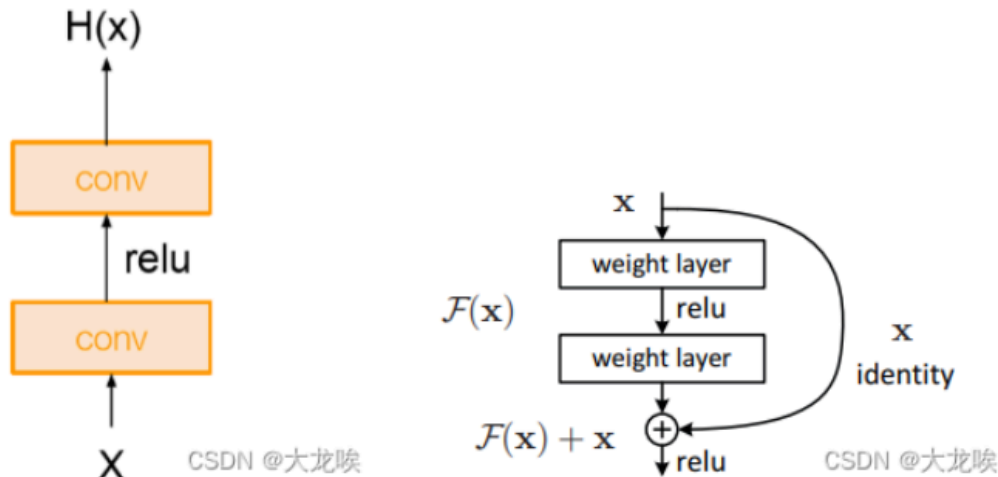 H(x)
conv
relu
conv
X
CSDN @大龙唉
x
weight layer
F(x)
relu
weight layer
x
identity
F(x) + x
relu
CSDN @大龙唉